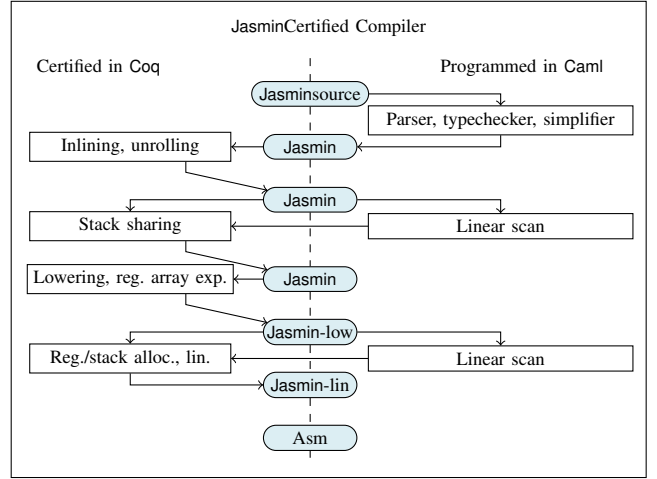 JasminCertified Compiler
Certified in Coq
Programmed in Caml
Jasminsource
Parser, typechecker, simplifier
Inlining, unrolling
Jasmin
Jasmin
Stack sharing
Linear scan
Lowering, reg. array exp.
Jasmin
Jasmin-low
Reg./stack alloc., lin.
Linear scan
Jasmin-lin
Asm